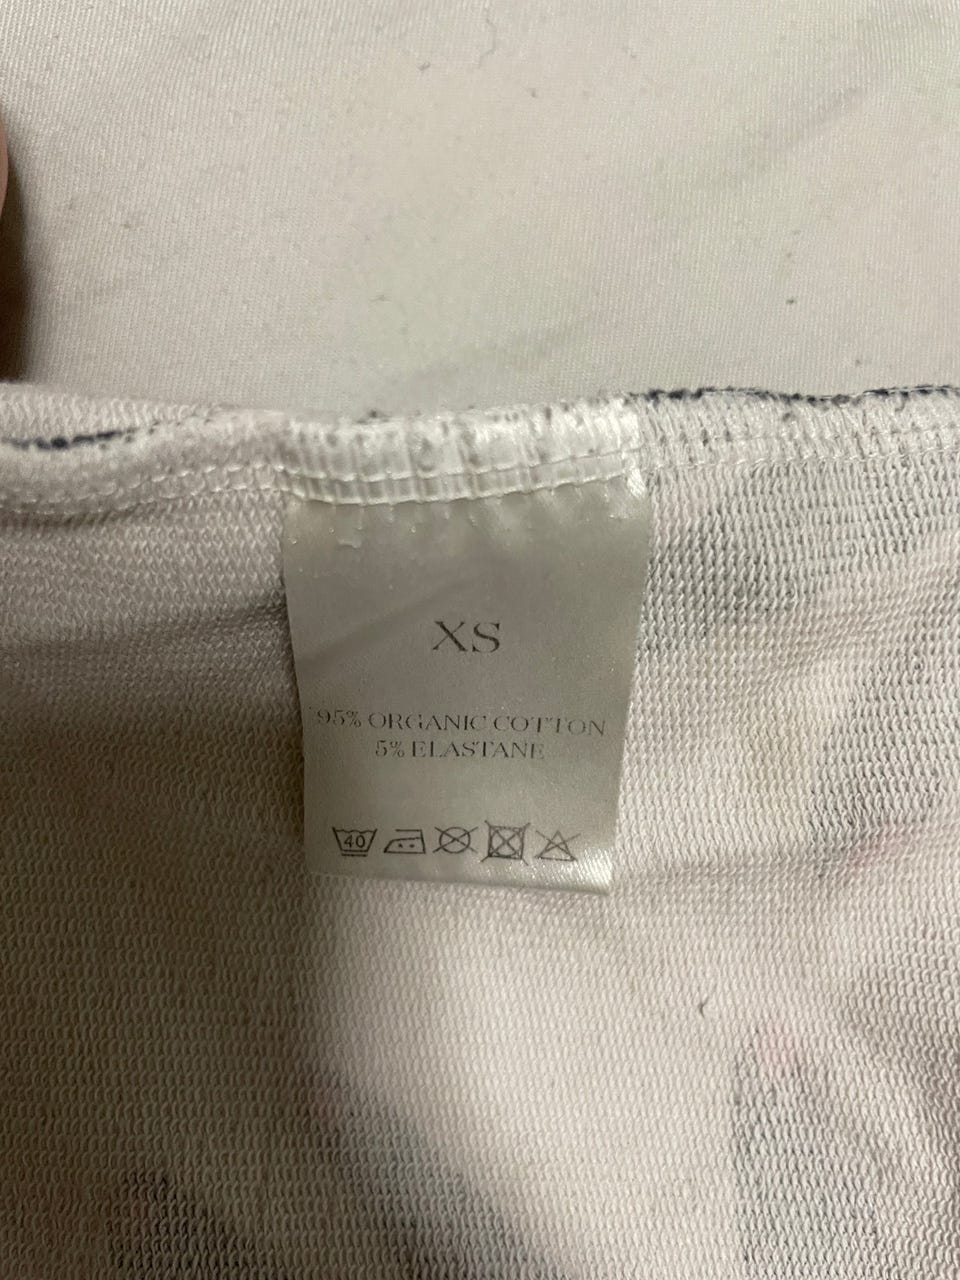 XS
95% ORGANIC COTTON
5% ELASTANE
40